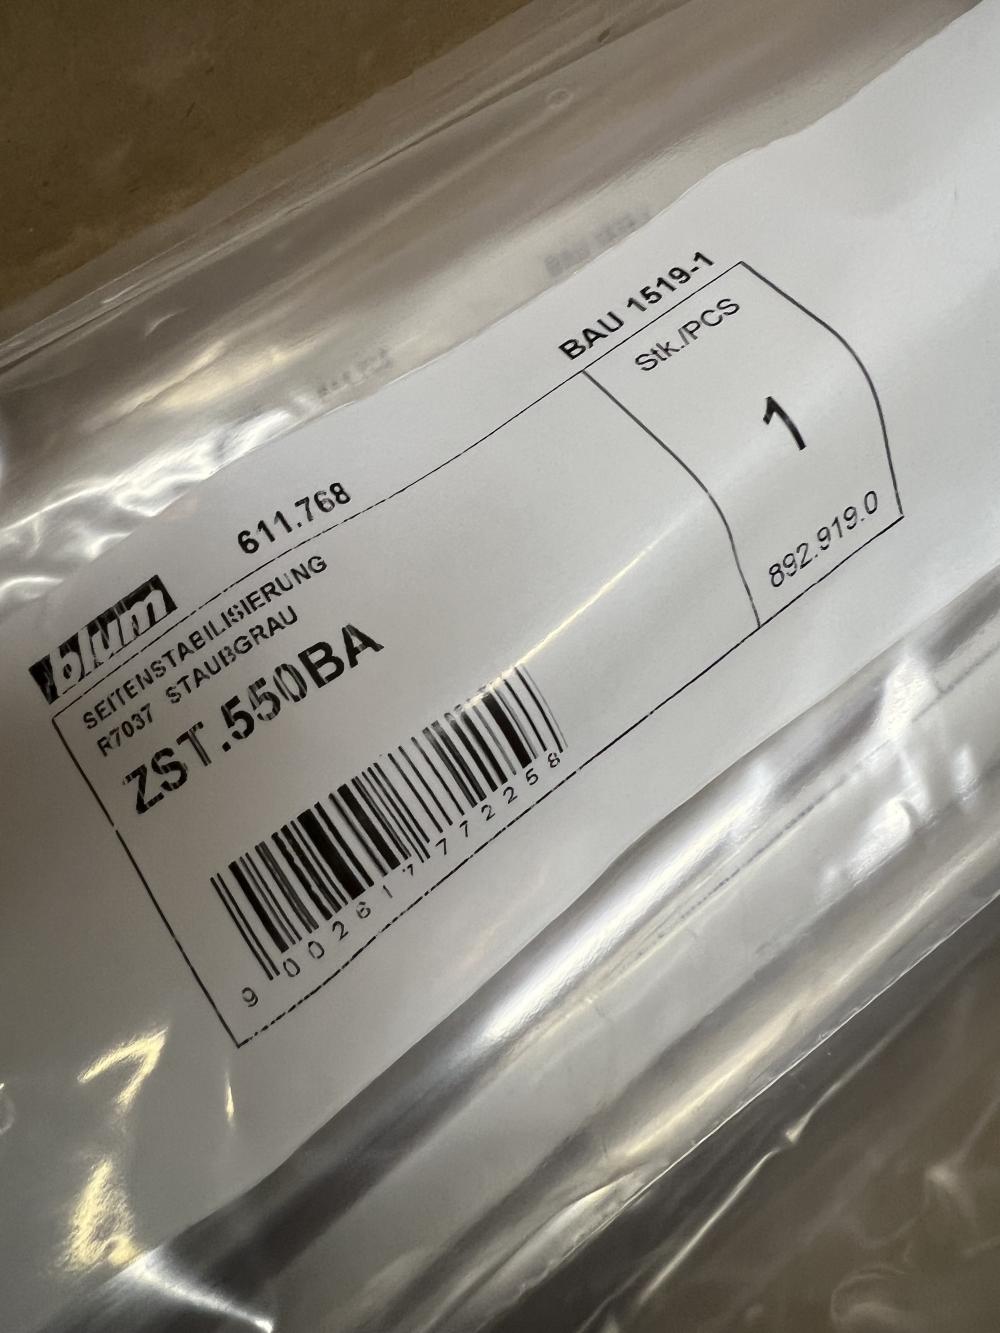 BAU 1519-1
611.768
blum
SEITENSTABILISIERUNG
R7037 STAUBGRAU
ZST.550BA
9 002617 772258
Stk./PCS
1
892.919.0